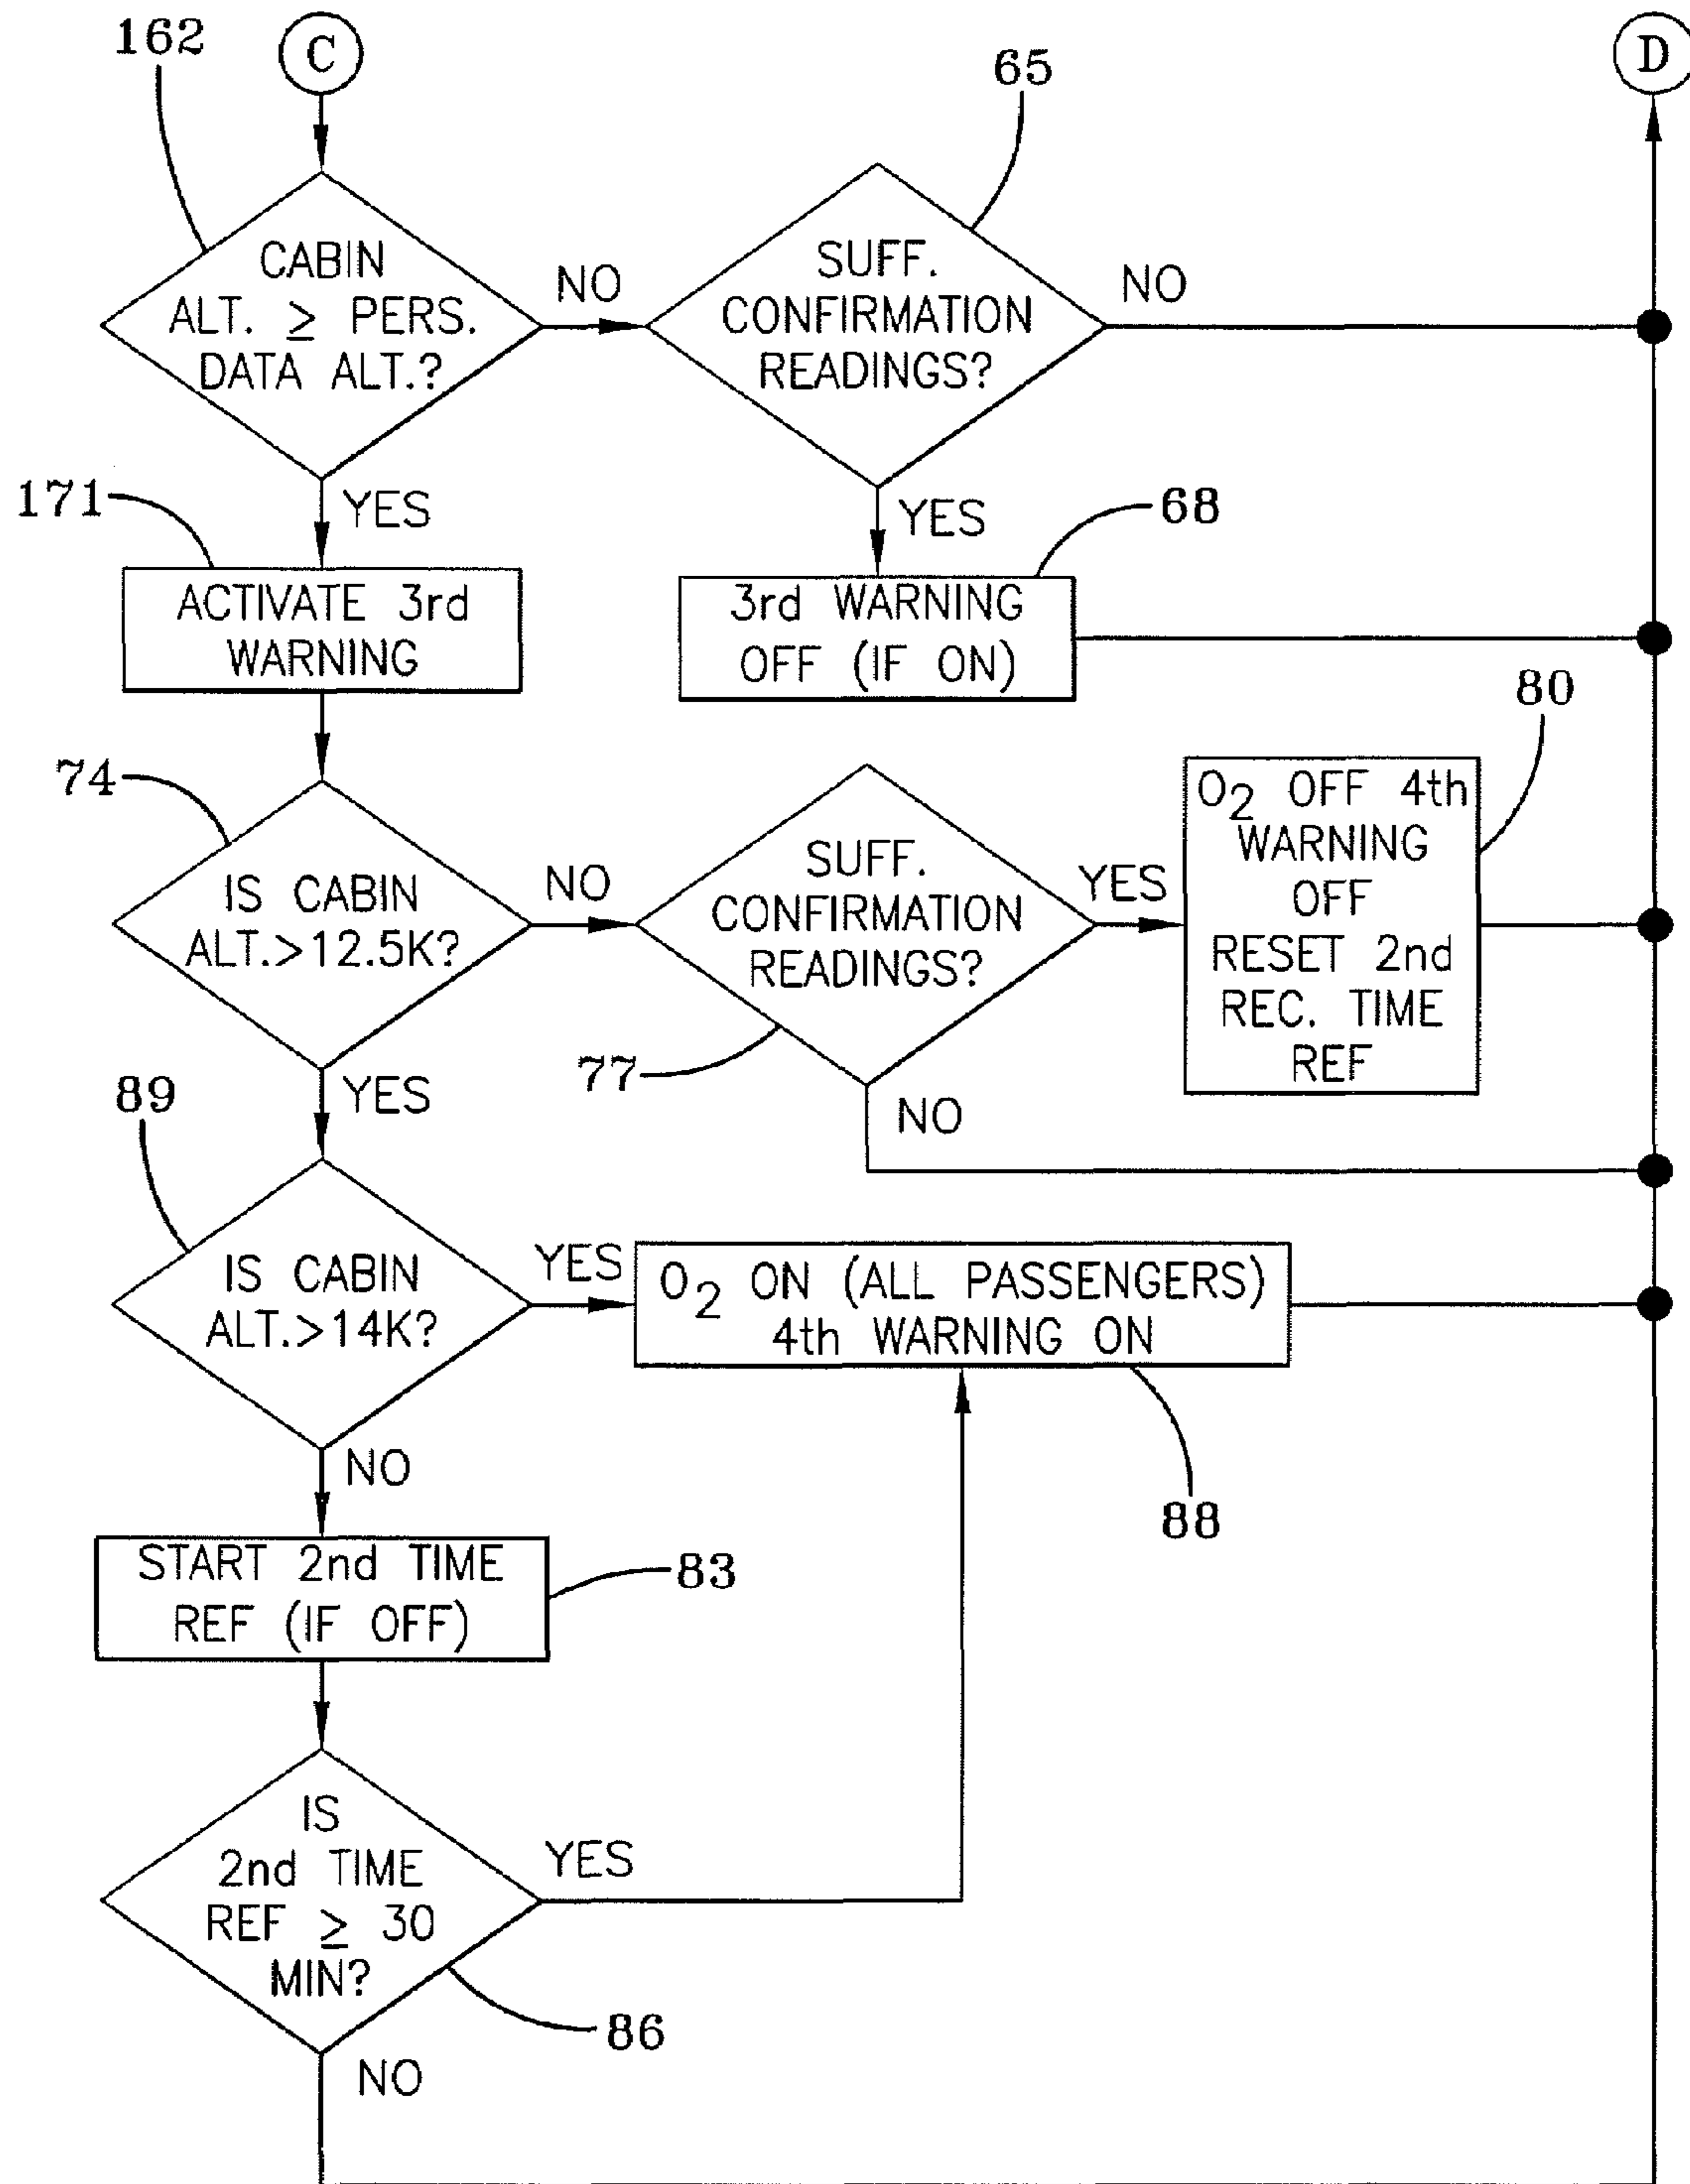 162
C
65
D
CABIN
ALT. ≥ PERS.
DATA ALT.?
NO
SUFF.
CONFIRMATION
READINGS?
NO
171
YES
YES
68
ACTIVATE 3rd
WARNING
3rd WARNING
OFF (IF ON)
80
74
IS CABIN
ALT.>12.5K?
NO
SUFF.
CONFIRMATION
READINGS?
YES
O2 OFF 4th
WARNING
OFF
RESET 2nd
REC. TIME
REF
77
89
YES
NO
IS CABIN
ALT.>14K?
YES
O2 ON (ALL PASSENGERS)
4th WARNING ON
NO
88
START 2nd TIME
REF (IF OFF)
83
IS
2nd TIME
REF ≥ 30
MIN?
YES
86
NO